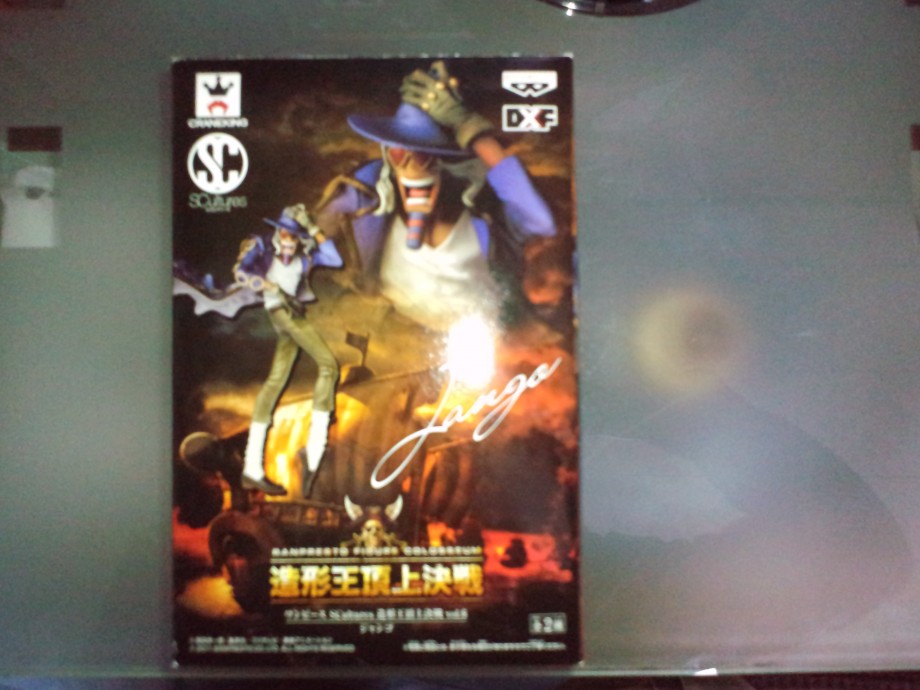 CRANEKING
DXF
SC
SCultures
Jango
BANPRESTO FIGURE COLOSSEUM
造形王頂上決戦
ワンピース SCultures 造形王頂上決戦 vol.6
ジャンゴ
全2種